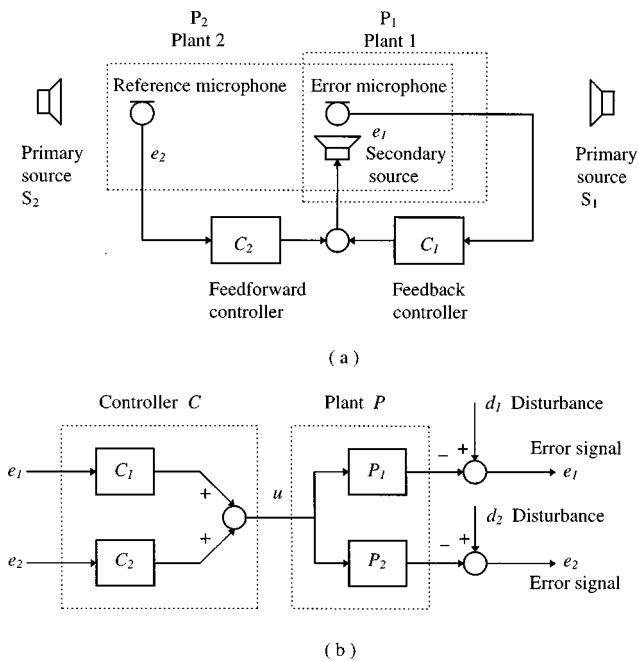 P2
Plant 2
P1
Plant 1
Reference microphone
Error microphone
e2
e1
Secondary
source
Primary
source
S2
Primary
source
S1
C2
C1
Feedforward
controller
Feedback
controller
( a )
Controller C
Plant P
d1 Disturbance
Error signal
e1
C1
+
u
P1
− +
e1
d2 Disturbance
e2
C2
+
P2
− +
e2
Error signal
( b )